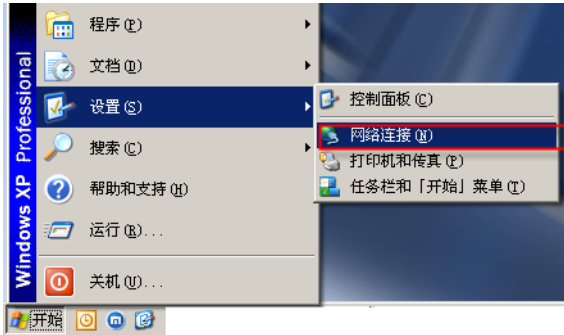 Windows XP Professional
程序(P)
文档(D)
设置(S)
搜索(C)
帮助和支持(H)
运行(R)...
关机(U)...
控制面板(C)
网络连接(N)
打印机和传真(P)
任务栏和「开始」菜单(T)
开始